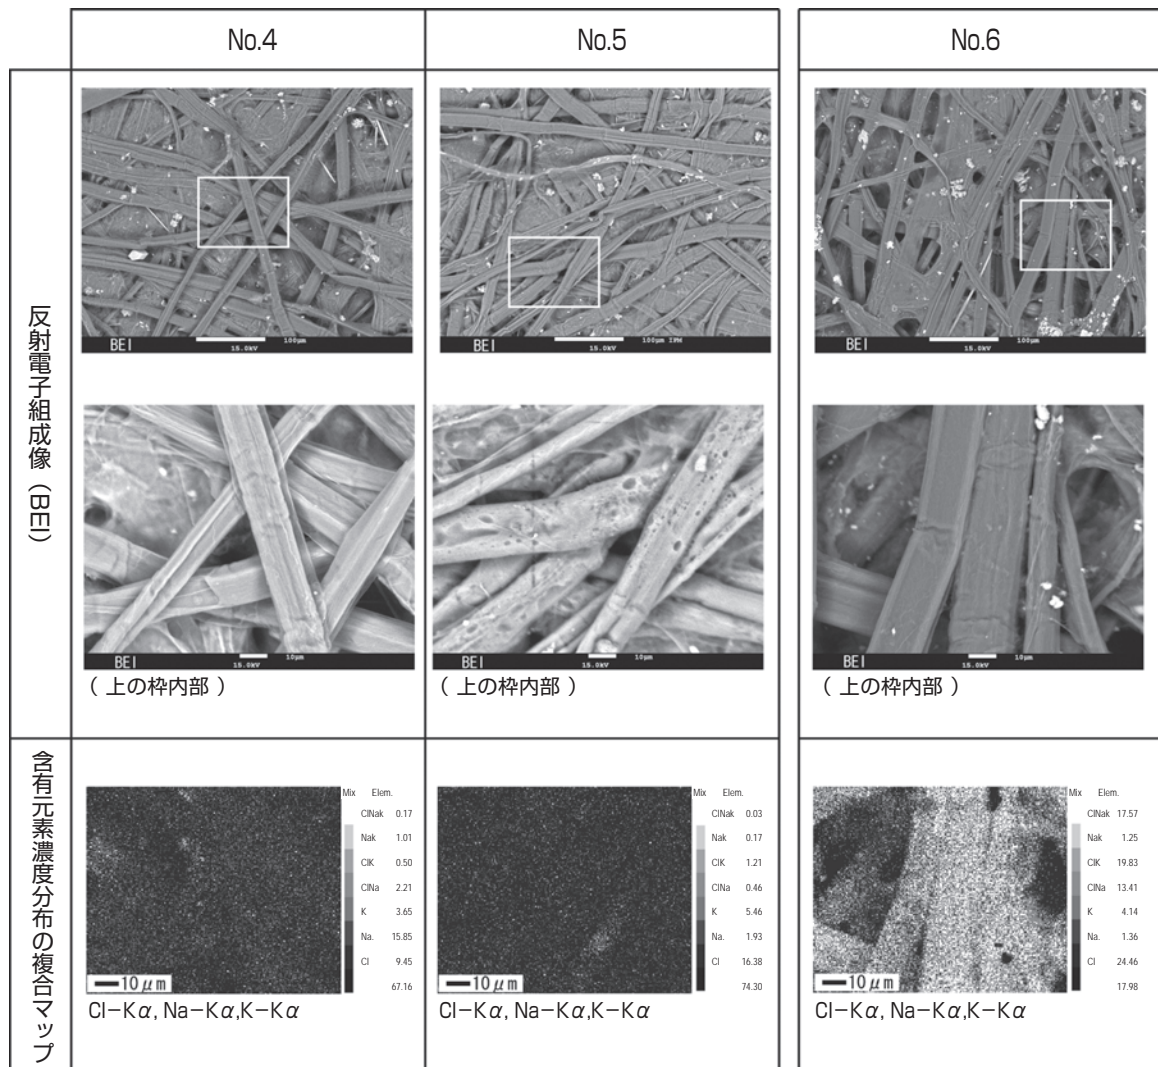 No.4
No.5
No.6
反射電子組成像（BEI）
BEI 15.0kV 100μm
BEI 15.0kV 100μm
BEI 15.0kV 100μm
BEI 15.0kV 10μm
BEI 15.0kV 10μm
BEI 15.0kV 10μm
（ 上の枠内部 ）
（ 上の枠内部 ）
（ 上の枠内部 ）
含有元素濃度分布の複合マップ
Mix Elem.
ClNak 0.17
Nak 1.01
ClK 0.50
ClNa 2.21
K 3.65
Na. 15.85
Cl 9.45
67.16
10μm
Cl−Kα, Na−Kα,K−Kα
Mix Elem.
ClNak 0.03
Nak 0.17
ClK 1.21
ClNa 0.46
K 5.46
Na. 1.93
Cl 16.38
74.30
10μm
Cl−Kα, Na−Kα,K−Kα
Mix Elem.
ClNak 17.57
Nak 1.25
ClK 19.83
ClNa 13.41
K 4.14
Na. 1.36
Cl 24.46
17.98
10μm
Cl−Kα, Na−Kα,K−Kα